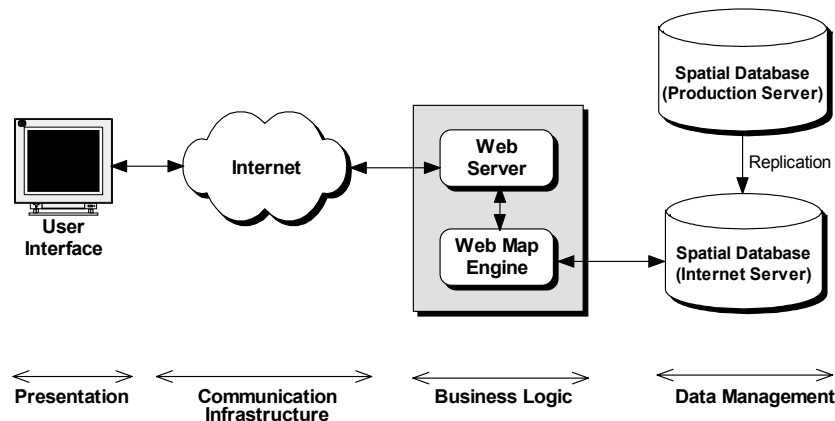 Spatial Database
(Production Server)
Replication
Web
Server
Internet
User
Interface
Web Map
Engine
Spatial Database
(Internet Server)
Presentation
Communication
Infrastructure
Business Logic
Data Management